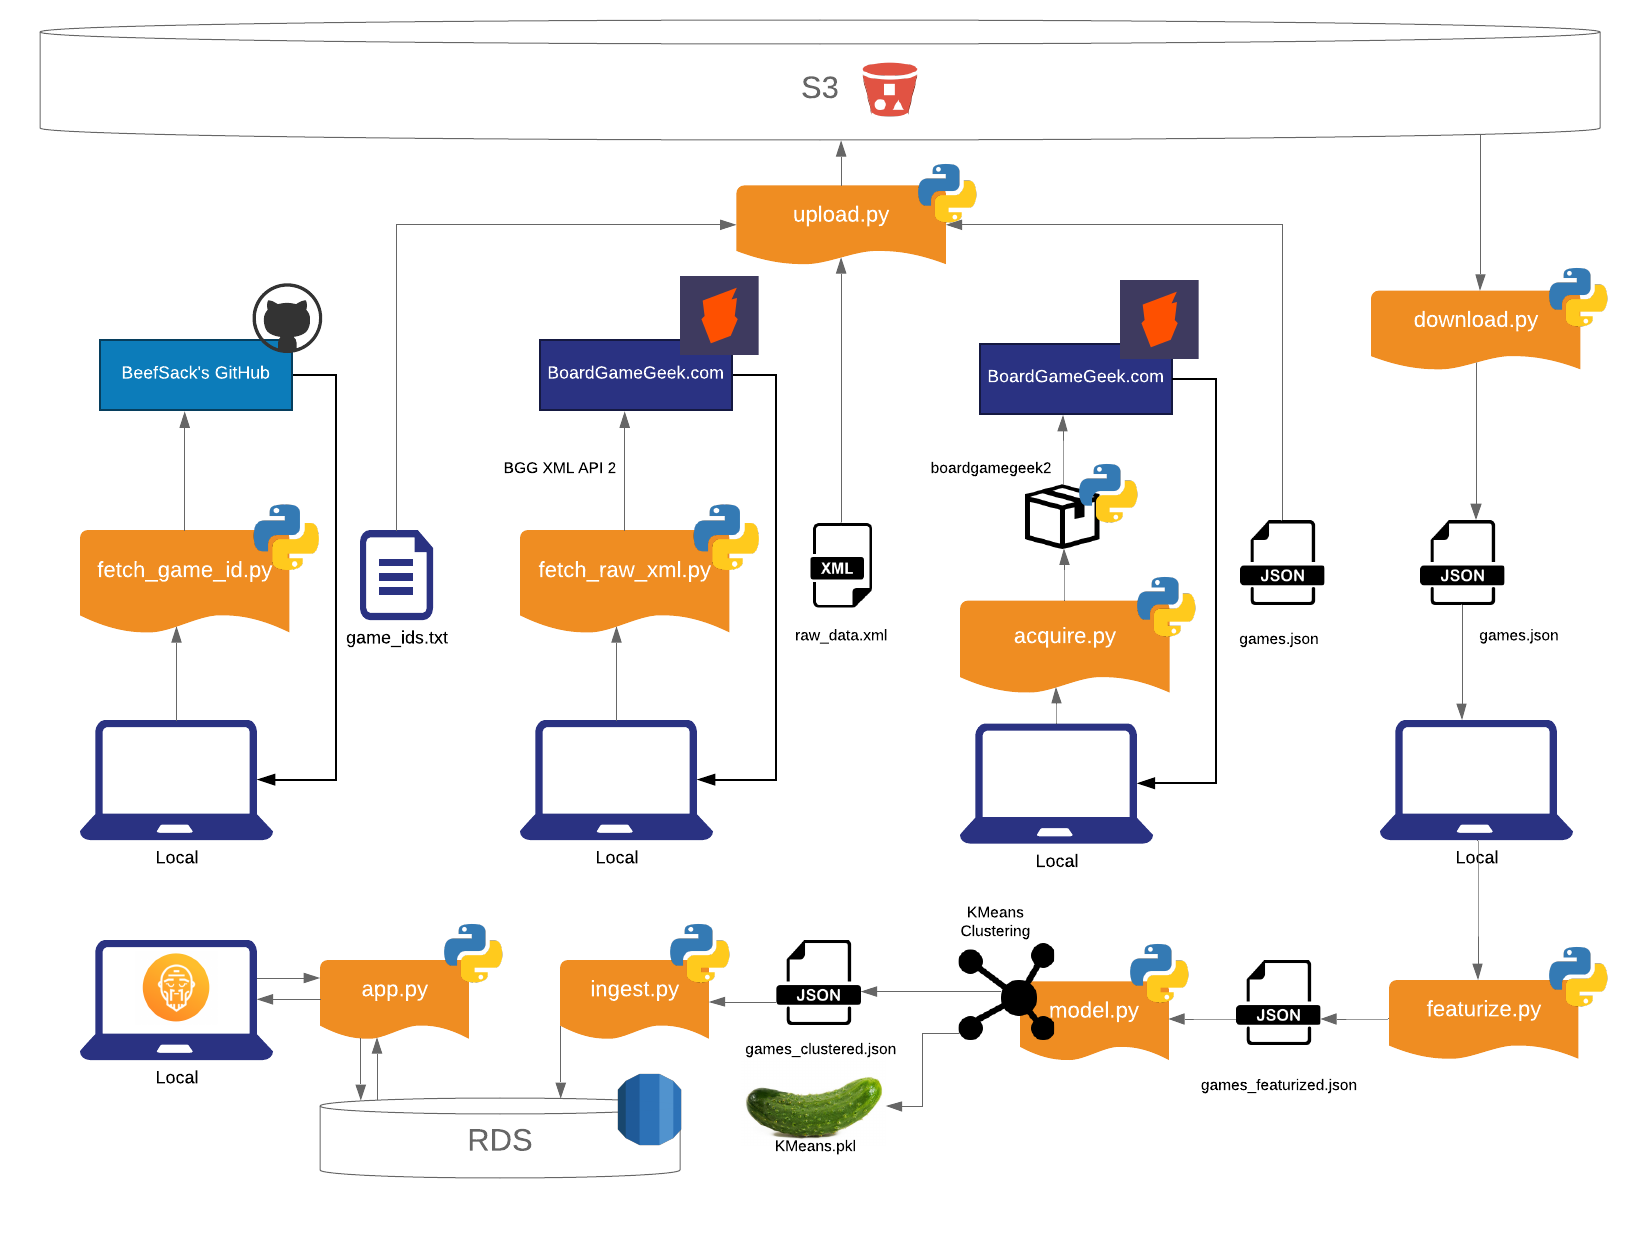 S3
upload.py
download.py
BeefSack's GitHub
BoardGameGeek.com
BoardGameGeek.com
BGG XML API 2
boardgamegeek2
fetch_game_id.py
game_ids.txt
fetch_raw_xml.py
XML
raw_data.xml
acquire.py
JSON
games.json
JSON
games.json
Local
Local
Local
Local
app.py
ingest.py
JSON
games_clustered.json
KMeans
Clustering
model.py
JSON
games_featurized.json
featurize.py
Local
RDS
KMeans.pkl